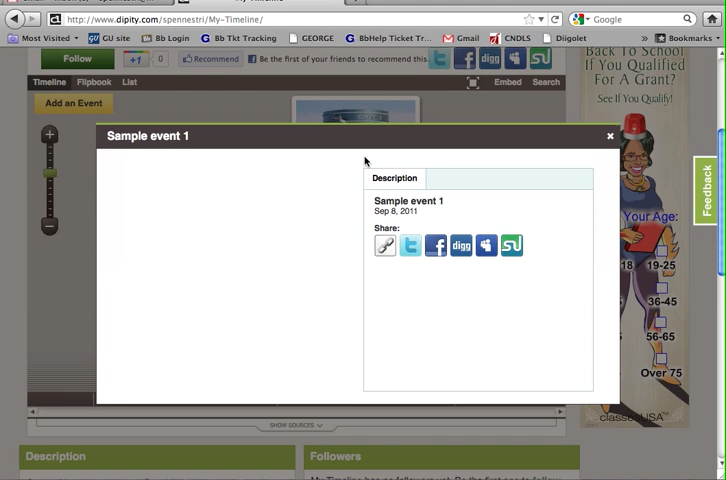 http://www.dipity.com/spennestri/My-Timeline/
Google
Most Visited
GU site
Bb Login
Bb Tkt Tracking
GEORGE
BbHelp Ticket Tr...
Gmail
CNDLS
Diigolet
Bookmarks
Follow
+1
0
Recommend
Be the first of your friends to recommend this.
digg
Timeline
Flipbook
List
Embed
Search
Add an Event
Sample event 1
Description
Sample event 1
Sep 8, 2011
Share:
digg
SHOW SOURCES
Description
Followers
Back To School
If You Qualified
For A Grant?
See If You Qualify!
Your Age:
18
19-25
36-45
56-65
Over 75
classesUSA
Feedback